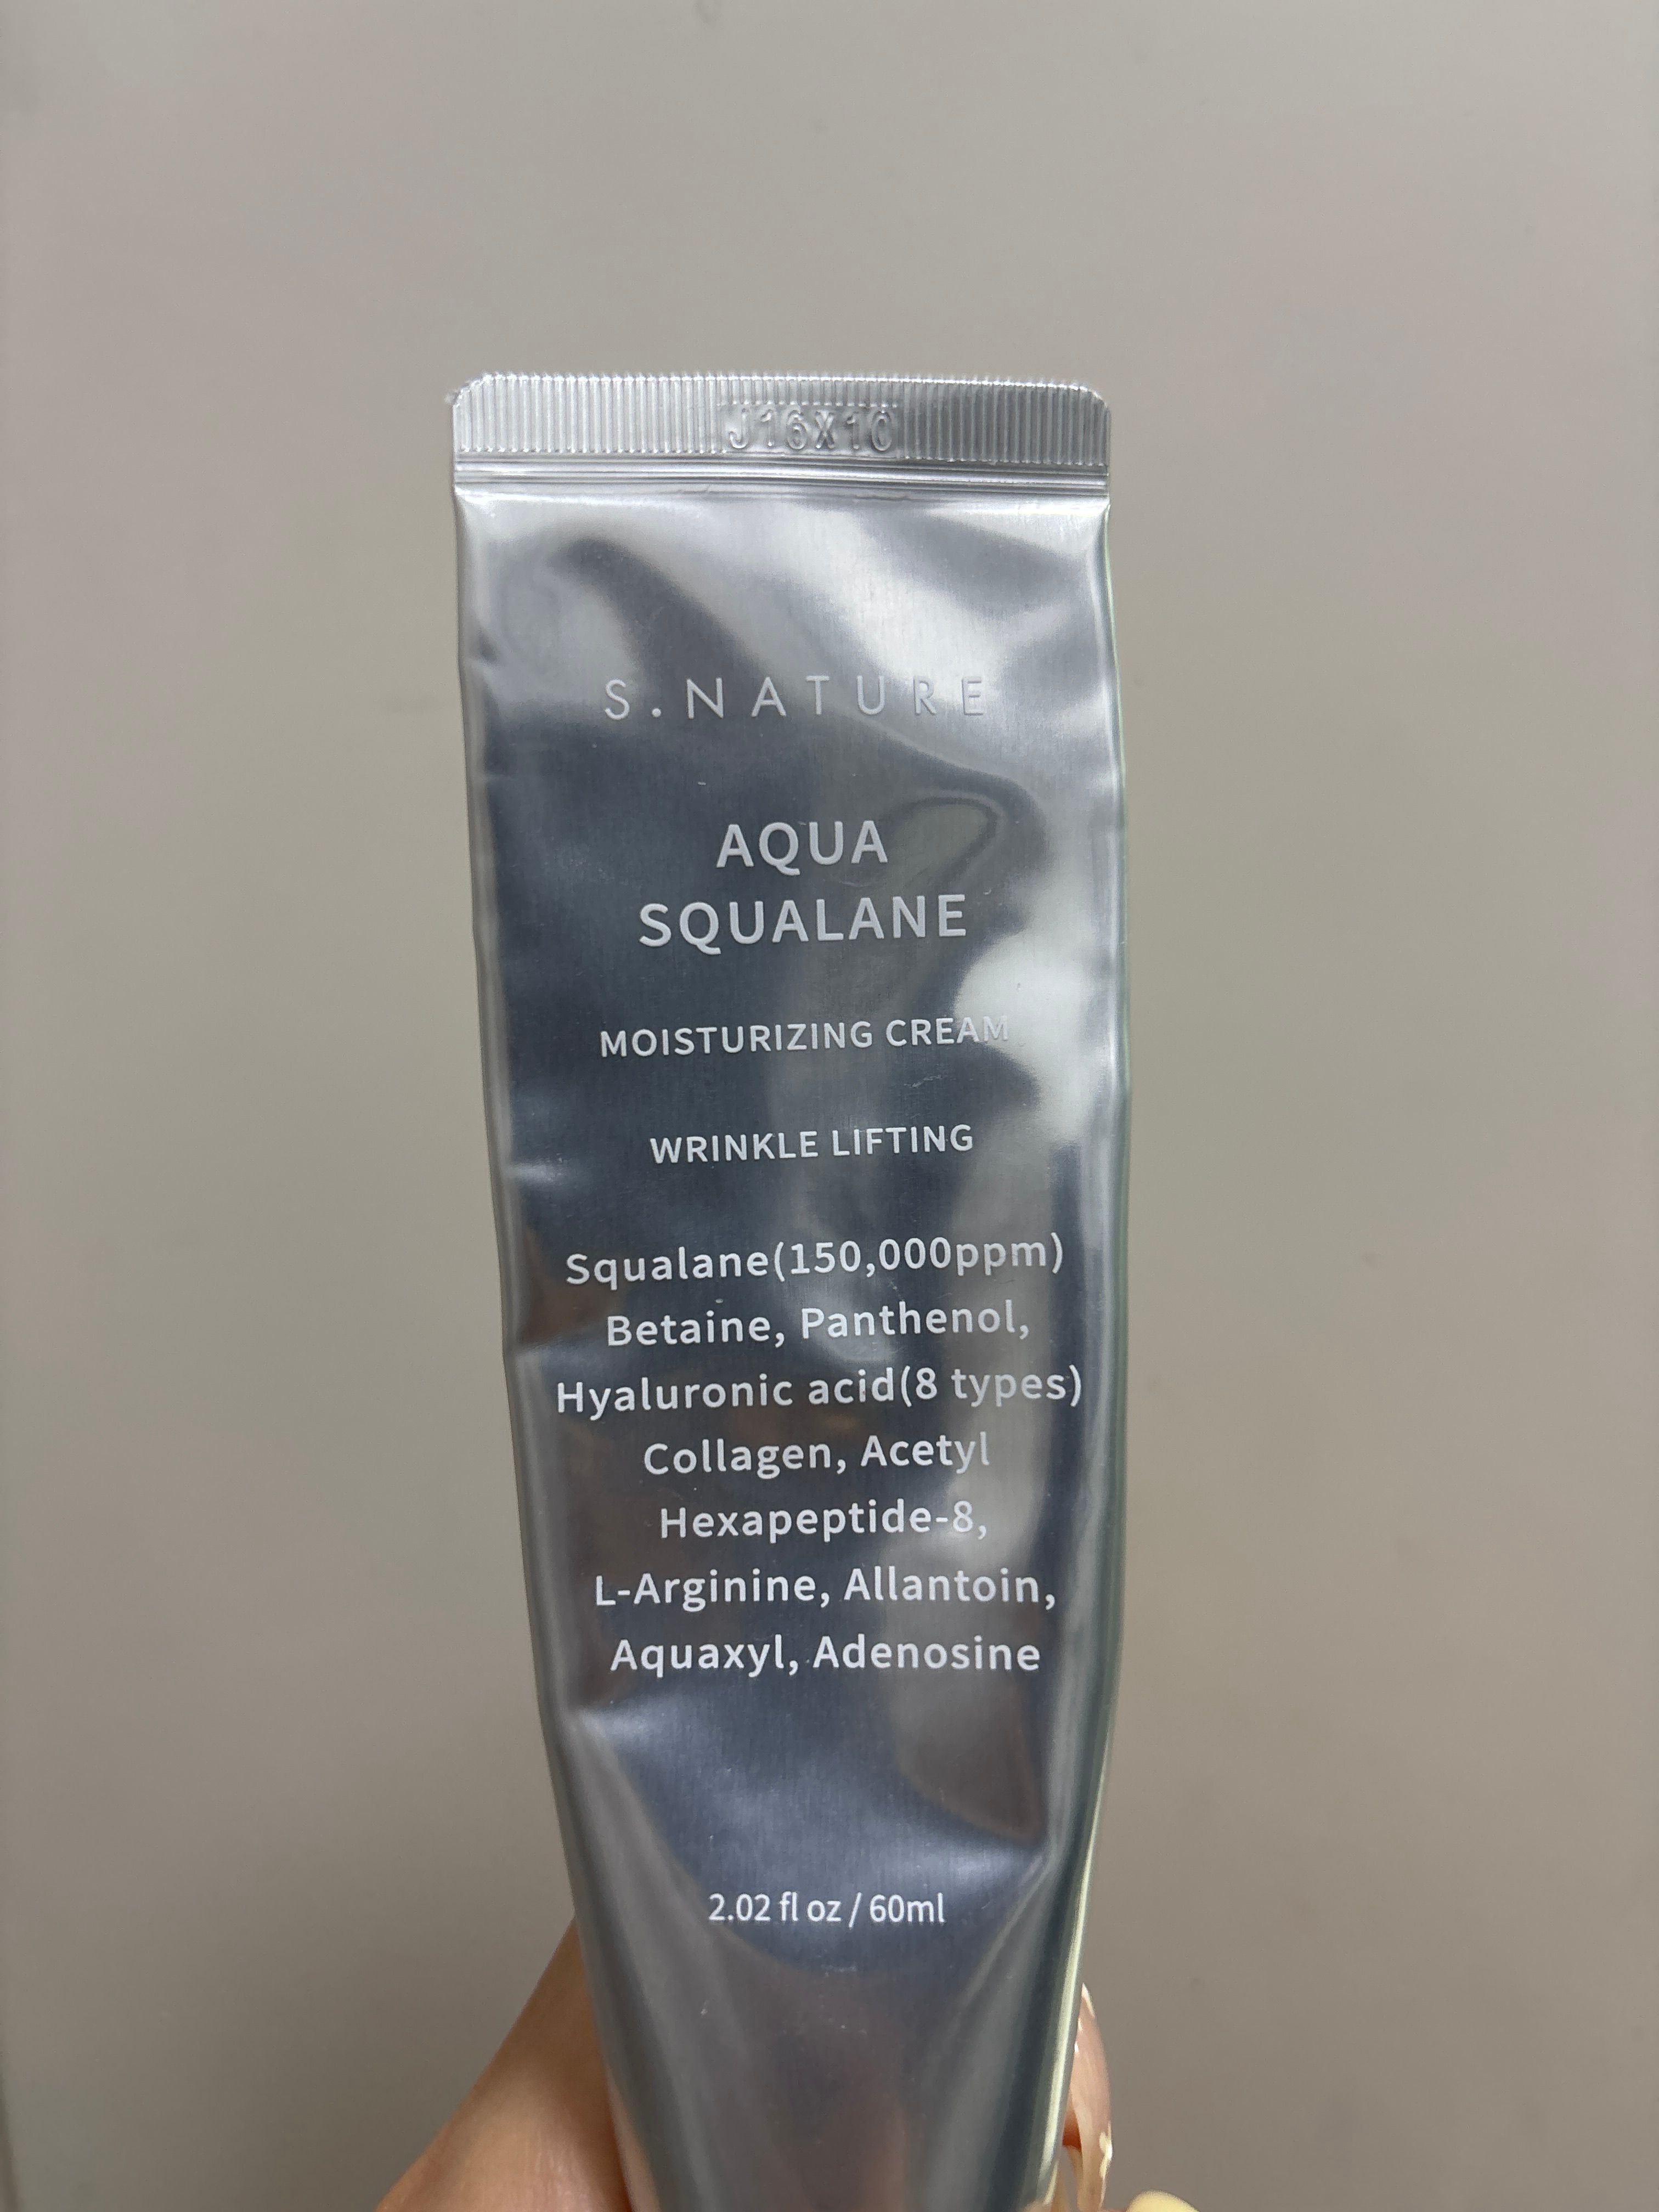 J16X10
S.NATURE
AQUA
SQUALANE
MOISTURIZING CREAM
WRINKLE LIFTING
Squalane(150,000ppm)
Betaine, Panthenol,
Hyaluronic acid(8 types)
Collagen, Acetyl
Hexapeptide-8,
L-Arginine, Allantoin,
Aquaxyl, Adenosine
2.02 fl oz / 60ml